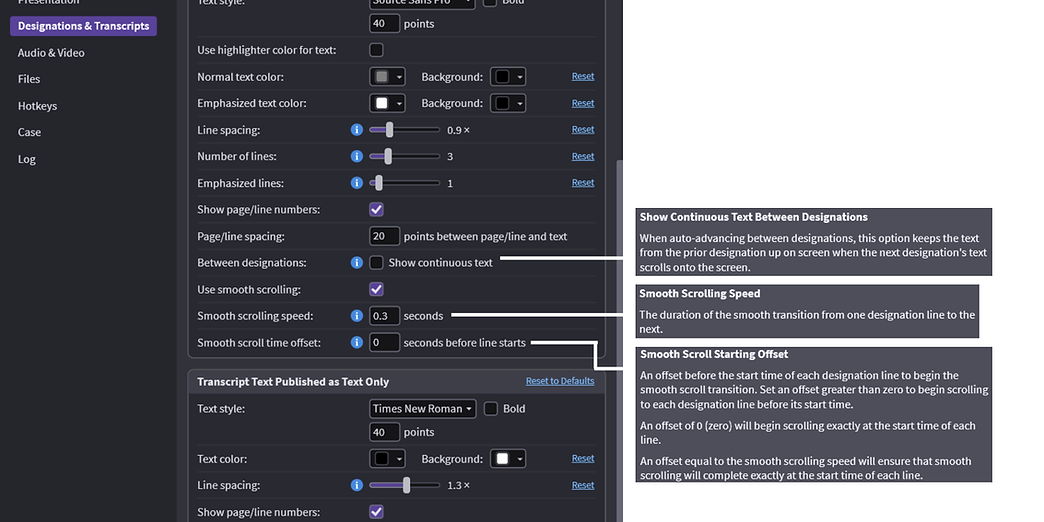 Presentation
Designations & Transcripts
Audio & Video
Files
Hotkeys
Case
Log
Text style:
Source Sans Pro
Bold
40 points
Use highlighter color for text:
Normal text color:
Background:
Reset
Emphasized text color:
Background:
Reset
Line spacing:
0.9 ×
Reset
Number of lines:
3
Reset
Emphasized lines:
1
Reset
Show page/line numbers:
Page/line spacing:
20 points between page/line and text
Between designations:
Show continuous text
Use smooth scrolling:
Smooth scrolling speed:
0.3 seconds
Smooth scroll time offset:
0 seconds before line starts
Transcript Text Published as Text Only
Reset to Defaults
Text style:
Times New Roman
Bold
40 points
Text color:
Background:
Reset
Line spacing:
1.3 ×
Reset
Show page/line numbers:
Show Continuous Text Between Designations
When auto-advancing between designations, this option keeps the text
from the prior designation up on screen when the next designation's text
scrolls onto the screen.
Smooth Scrolling Speed
The duration of the smooth transition from one designation line to the
next.
Smooth Scroll Starting Offset
An offset before the start time of each designation line to begin the
smooth scroll transition. Set an offset greater than zero to begin scrolling
to each designation line before its start time.
An offset of 0 (zero) will begin scrolling exactly at the start time of each
line.
An offset equal to the smooth scrolling speed will ensure that smooth
scrolling will complete exactly at the start time of each line.